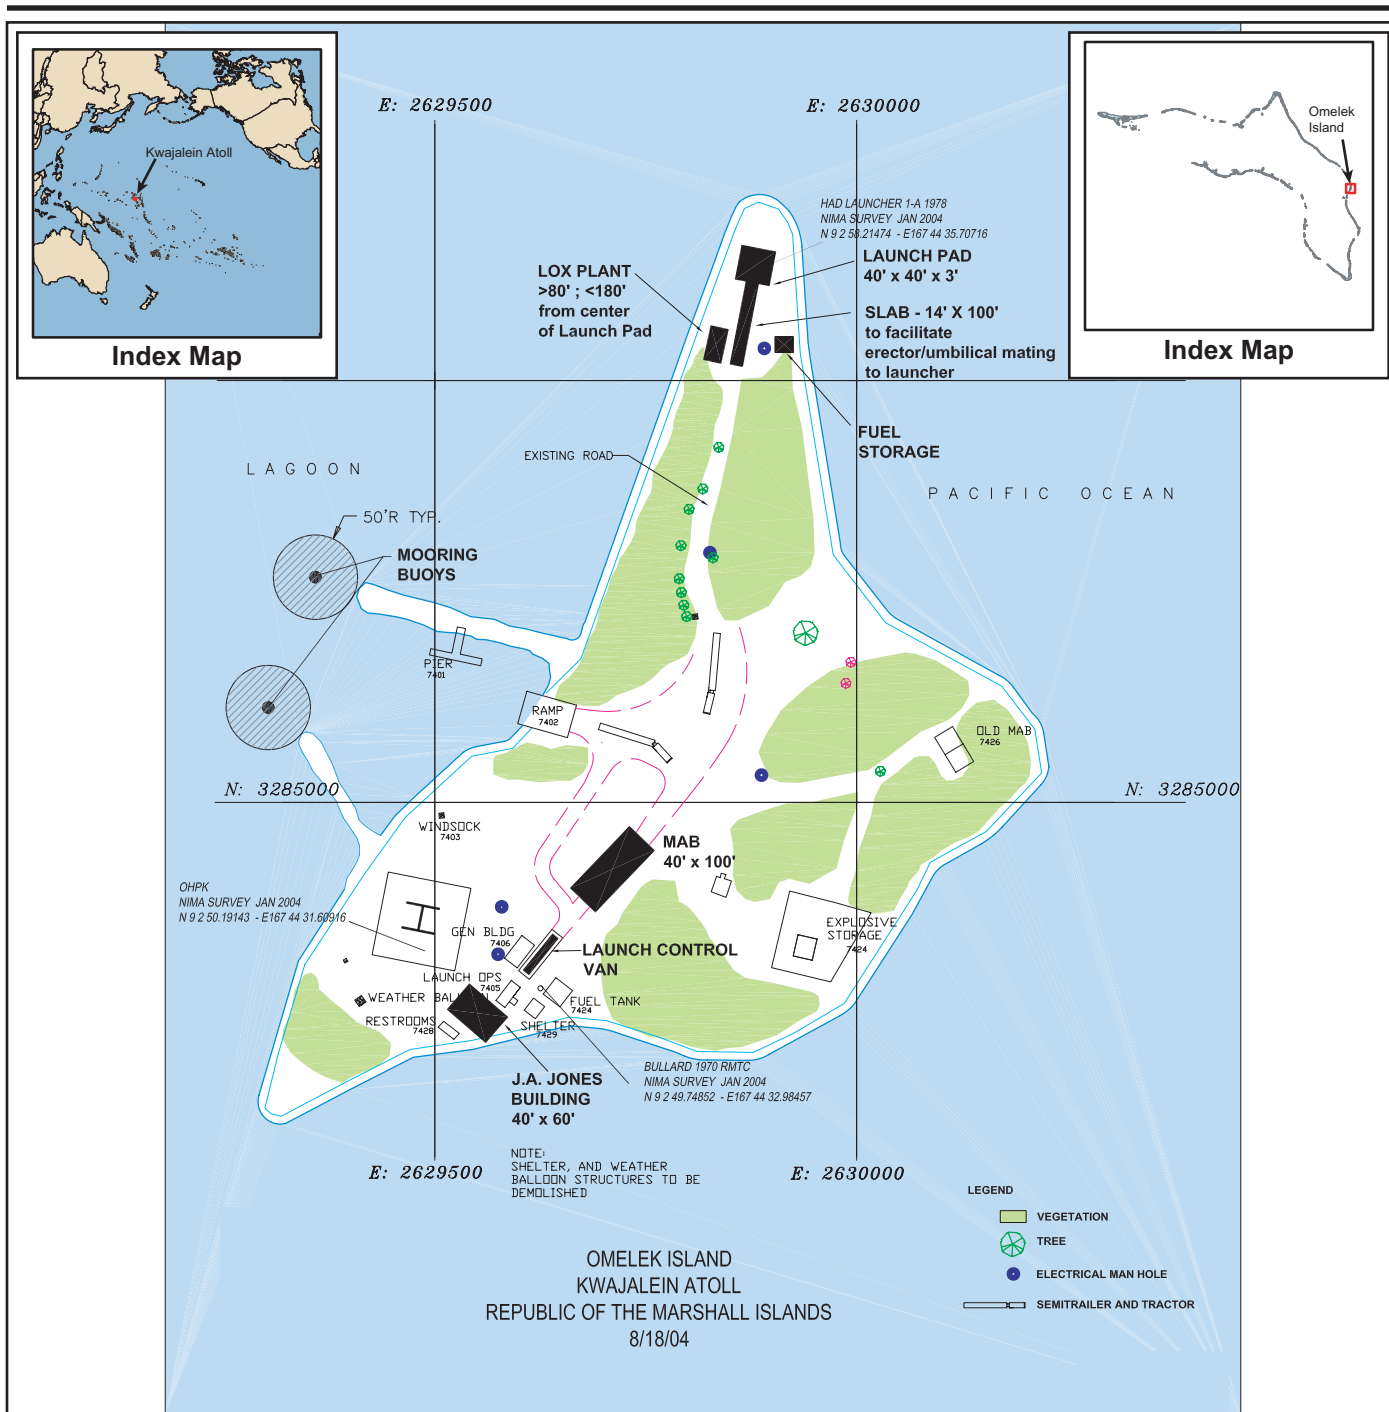 Kwajalein Atoll
Index Map
Omelek
Island
Index Map
E: 2629500
E: 2630000
HAD LAUNCHER 1-A 1978
NIMA SURVEY JAN 2004
N 9 2 58.21474 - E167 44 35.70716
LOX PLANT
>80' ; <180'
from center
of Launch Pad
LAUNCH PAD
40' x 40' x 3'
SLAB - 14' X 100'
to facilitate
erector/umbilical mating
to launcher
FUEL
STORAGE
EXISTING ROAD
LAGOON
PACIFIC OCEAN
50'R TYP.
MOORING
BUOYS
PIER
7401
RAMP
7402
OLD MAB
7426
N: 3285000
N: 3285000
WINDSOCK
7403
MAB
40' x 100'
OHPK
NIMA SURVEY JAN 2004
N 9 2 50.19143 - E167 44 31.60916
GEN BLDG
7406
EXPLOSIVE
STORAGE
7424
LAUNCH CONTROL
VAN
LAUNCH OPS
7405
WEATHER BALLOON
FUEL TANK
7424
RESTROOMS
7428
SHELTER
7429
BULLARD 1970 RMTC
NIMA SURVEY JAN 2004
N 9 2 49.74852 - E167 44 32.98457
J.A. JONES
BUILDING
40' x 60'
NOTE:
SHELTER, AND WEATHER
BALLOON STRUCTURES TO BE
DEMOLISHED
E: 2629500
E: 2630000
LEGEND
VEGETATION
TREE
ELECTRICAL MAN HOLE
SEMITRAILER AND TRACTOR
OMELEK ISLAND
KWAJALEIN ATOLL
REPUBLIC OF THE MARSHALL ISLANDS
8/18/04